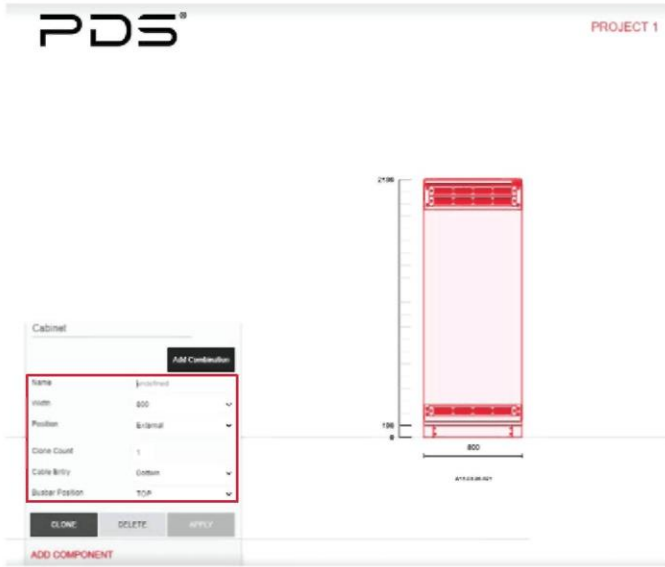 PDS®
PROJECT 1
Cabinet
Add Combination
Name undefined
Width 800
Position External
Clone Count 1
Cable Entry Bottom
Busbar Position TOP
CLONE DELETE APPLY
ADD COMPONENT
100
0
800